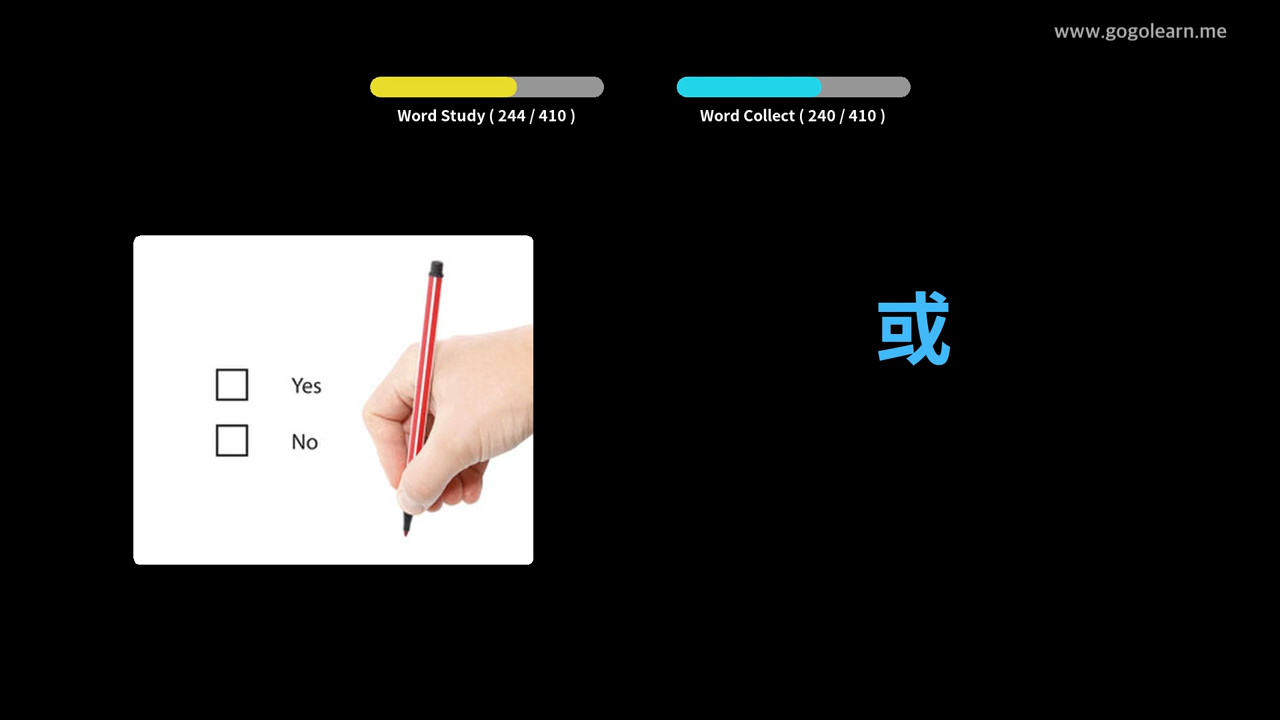 www.gogolearn.me
Word Study ( 244 / 410 )
Word Collect ( 240 / 410 )
Yes
No
或